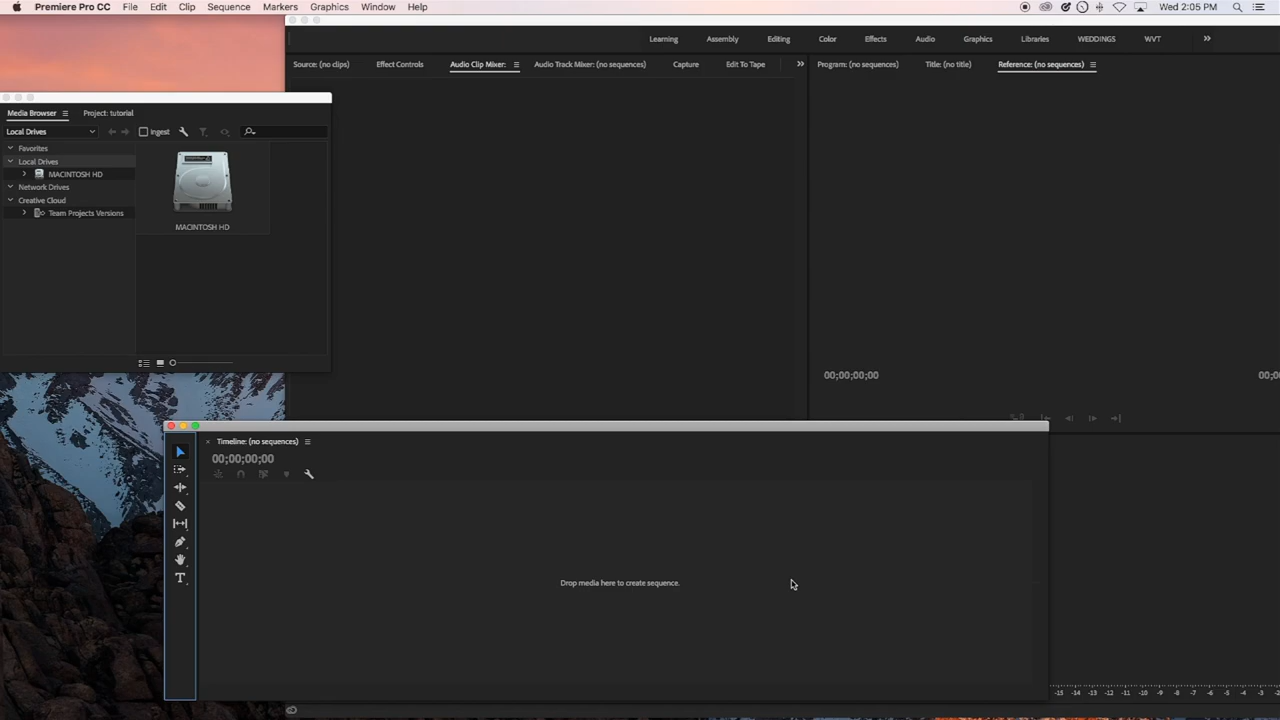 Premiere Pro CC File Edit Clip Sequence Markers Graphics Window Help Wed 2:05 PM
Learning Assembly Editing Color Effects Audio Graphics Libraries WEDDINGS WVT
Source: (no clips) Effect Controls Audio Clip Mixer: Audio Track Mixer: (no sequences) Capture Edit To Tape
Program: (no sequences) Title: (no title) Reference: (no sequences)
Media Browser Project: tutorial
Local Drives Ingest
Favorites
Local Drives
MACINTOSH HD
Network Drives
Creative Cloud
Team Projects Versions
MACINTOSH HD
00;00;00;00 00;0
Timeline: (no sequences)
00;00;00;00
T
Drop media here to create sequence.
-15 -14 -13 -12 -11 -10 -9 -8 -7 -6 -5 -4 -3 -2